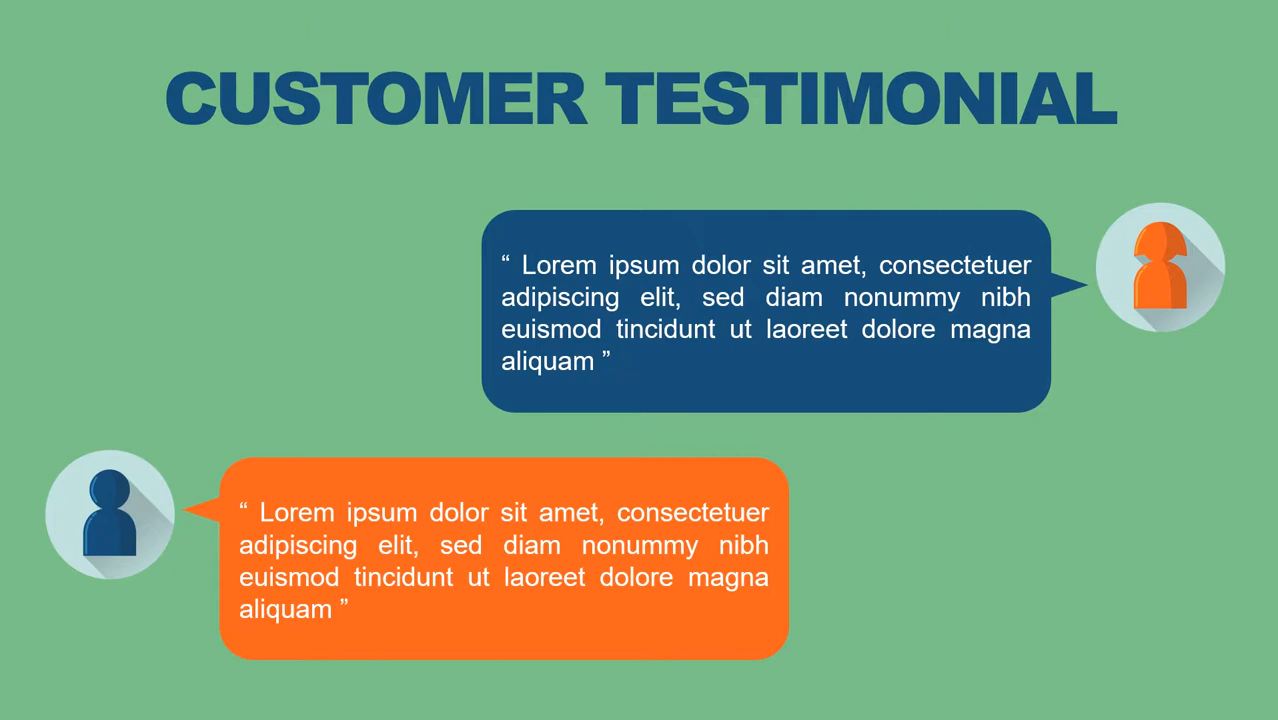 CUSTOMER TESTIMONIAL
“ Lorem ipsum dolor sit amet, consectetuer
adipiscing elit, sed diam nonummy nibh
euismod tincidunt ut laoreet dolore magna
aliquam ”
“ Lorem ipsum dolor sit amet, consectetuer
adipiscing elit, sed diam nonummy nibh
euismod tincidunt ut laoreet dolore magna
aliquam ”